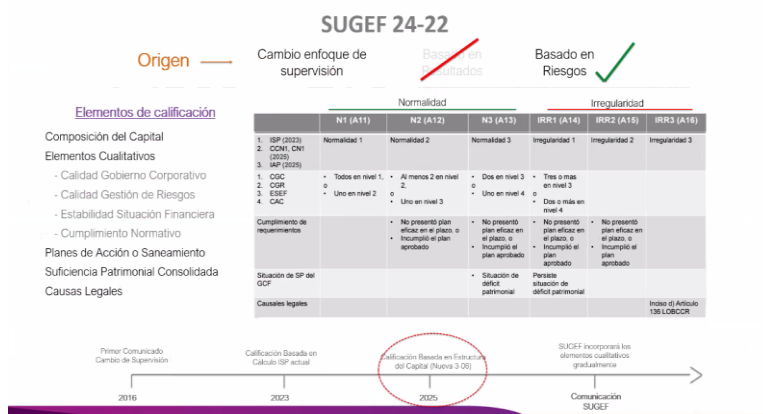 SUGEF 24-22
Origen
Cambio enfoque de
supervisión
Basado en
Resultados
Basado en
Riesgos
Elementos de calificación
Composición del Capital
Elementos Cualitativos
- Calidad Gobierno Corporativo
- Calidad Gestión de Riesgos
- Estabilidad Situación Financiera
- Cumplimiento Normativo
Planes de Acción o Saneamiento
Suficiencia Patrimonial Consolidada
Causas Legales
Normalidad
Irregularidad
N1 (A11) N2 (A12) N3 (A13) IRR1 (A14) IRR2 (A15) IRR3 (A16)
1. ISP (2023)
2. CCN1, CN1
(2025)
3. IAP (2025)
Normalidad 1
Normalidad 2
Normalidad 3
Irregularidad 1
Irregularidad 2
Irregularidad 3
1. CGC
2. CGR
3. ESEF
4. CAC
• Todos en nivel 1,
o
• Uno en nivel 2
• Al menos 2 en nivel
2,
o
• Uno en nivel 3
• Dos en nivel 3
o
• Uno en nivel 4
• Tres o mas
en nivel 3
o
• Dos o más en
nivel 4
Cumplimiento de
requerimientos
• No presentó plan
eficaz en el plazo, o
• Incumplió el plan
aprobado
• No presentó
plan eficaz en
el plazo, o
• Incumplió el
plan aprobado
• No presentó
plan eficaz en
el plazo, o
• Incumplió el
plan
aprobado
• No presentó
plan eficaz en
el plazo, o
• Incumplió el
plan
aprobado
Situación de SP del
GCF
• Situación de
déficit
patrimonial
Persiste
situación de
déficit patrimonial
Causales legales
Inciso d) Artículo
136 LOBCCR
Primer Comunicado
Cambio de Supervisión
2016
Calificación Basada en
Cálculo ISP actual
2023
Calificación Basada en Estructura
del Capital (Nueva 3-06)
2025
SUGEF incorporará los
elementos cualitativos
gradualmente
Comunicación
SUGEF